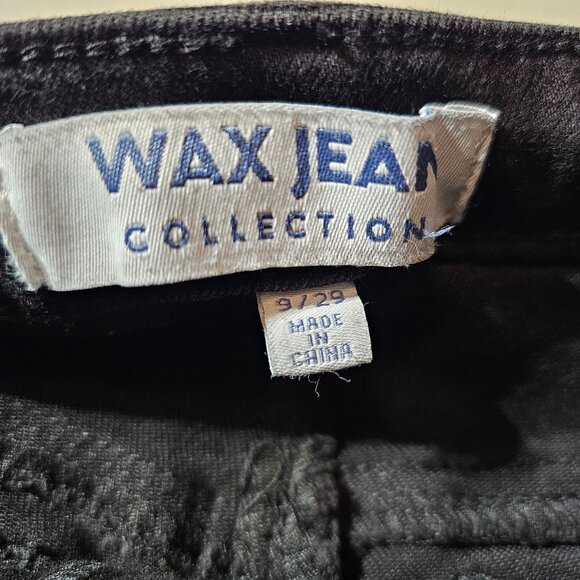 WAX JEAN
COLLECTION
9/29
MADE
IN
CHINA